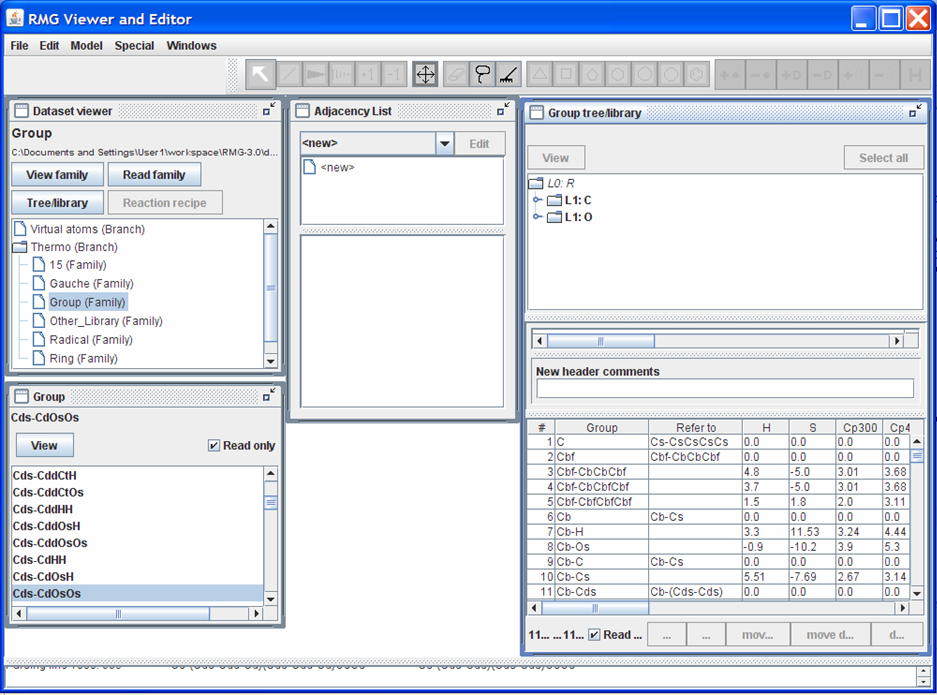 RMG Viewer and Editor
File Edit Model Special Windows
+1 -1 +D -D H
Dataset viewer
Group
C:\Documents and Settings\User1\workspace\RMG-3.0\d...
View family Read family
Tree/library Reaction recipe
Virtual atoms (Branch)
Thermo (Branch)
15 (Family)
Gauche (Family)
Group (Family)
Other_Library (Family)
Radical (Family)
Ring (Family)
Group
Cds-CdOsOs
View Read only
Cds-CddCtH
Cds-CddCtOs
Cds-CddHH
Cds-CddOsH
Cds-CddOsOs
Cds-CdHH
Cds-CdOsH
Cds-CdOsOs
Adjacency List
<new> Edit
<new>
Group tree/library
View Select all
L0: R
L1: C
L1: O
New header comments
# Group Refer to H S Cp300 Cp4
1 C Cs-CsCsCsCs 0.0 0.0 0.0 0.0
2 Cbf Cbf-CbCbCbf 0.0 0.0 0.0 0.0
3 Cbf-CbCbCbf 4.8 -5.0 3.01 3.68
4 Cbf-CbCbfCbf 3.7 -5.0 3.01 3.68
5 Cbf-CbfCbfCbf 1.5 1.8 2.0 3.11
6 Cb Cb-Cs 0.0 0.0 0.0 0.0
7 Cb-H 3.3 11.53 3.24 4.44
8 Cb-Os -0.9 -10.2 3.9 5.3
9 Cb-C Cb-Cs 0.0 0.0 0.0 0.0
10 Cb-Cs 5.51 -7.69 2.67 3.14
11 Cb-Cds Cb-(Cds-Cds) 0.0 0.0 0.0 0.0
11... ... 11... Read ... ... ... mov... move d... d...